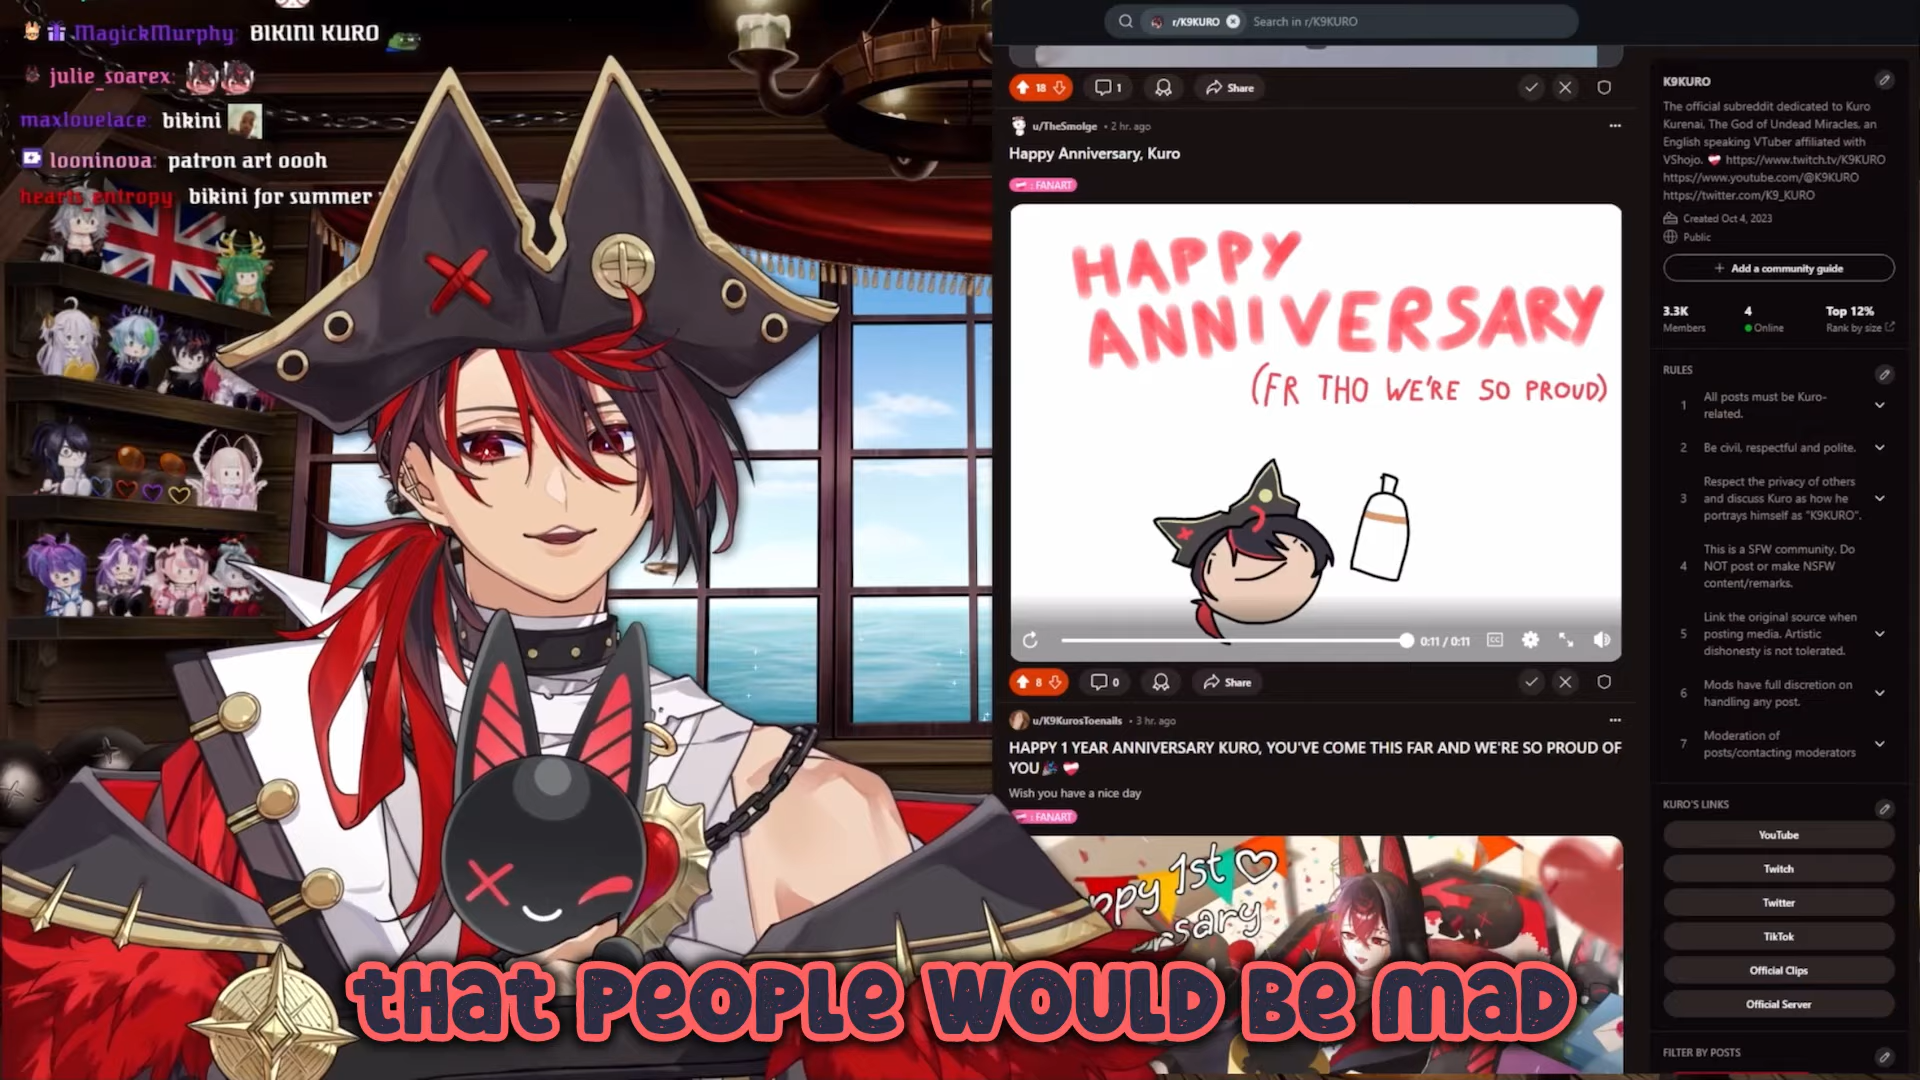 MagickMurphy: BIKINI KURO
julie_soarex:
maxlovelace: bikini
looninova: patron art oooh
hearts_entropy bikini for summer
r/K9KURO
Search in r/K9KURO
18
1
Share
u/TheSmolge • 2 hr. ago
Happy Anniversary, Kuro
: FANART
HAPPY
ANNIVERSARY
(FR THO WE'RE SO PROUD)
0:11 / 0:11
CC
8
0
Share
u/K9KurosToenails • 3 hr. ago
HAPPY 1 YEAR ANNIVERSARY KURO, YOU'VE COME THIS FAR AND WE'RE SO PROUD OF
YOU
Wish you have a nice day
: FANART
ppy 1st
rsary
that people would be mad
K9KURO
The official subreddit dedicated to Kuro
Kurenai, The God of Undead Miracles, an
English speaking VTuber affiliated with
VShojo. https://www.twitch.tv/K9KURO
https://www.youtube.com/@K9KURO
https://twitter.com/K9_KURO
Created Oct 4, 2023
Public
Add a community guide
3.3K 4 Top 12%
Members Online Rank by size
RULES
1 All posts must be Kuro-
related.
2 Be civil, respectful and polite.
3 Respect the privacy of others
and discuss Kuro as how he
portrays himself as "K9KURO".
4 This is a SFW community. Do
NOT post or make NSFW
content/remarks.
5 Link the original source when
posting media. Artistic
dishonesty is not tolerated.
6 Mods have full discretion on
handling any post.
7 Moderation of
posts/contacting moderators
KURO'S LINKS
YouTube
Twitch
Twitter
TikTok
Official Clips
Official Server
FILTER BY POSTS